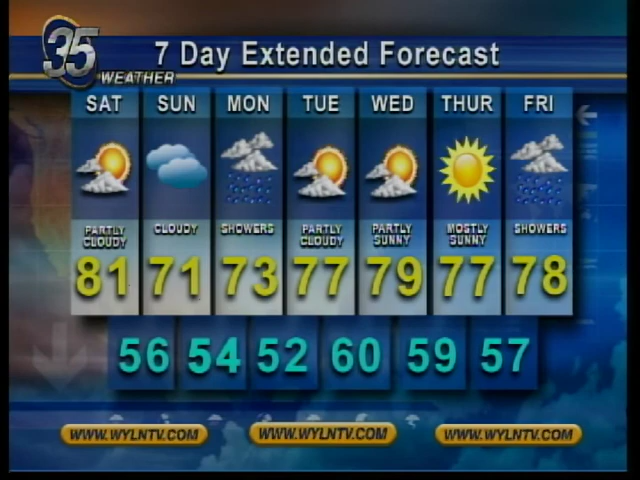 35
WEATHER
7 Day Extended Forecast
SAT SUN MON TUE WED THUR FRI
PARTLY CLOUDY CLOUDY SHOWERS PARTLY CLOUDY PARTLY SUNNY MOSTLY SUNNY SHOWERS
81 71 73 77 79 77 78
56 54 52 60 59 57
WWW.WYLNTV.COM WWW.WYLNTV.COM WWW.WYLNTV.COM